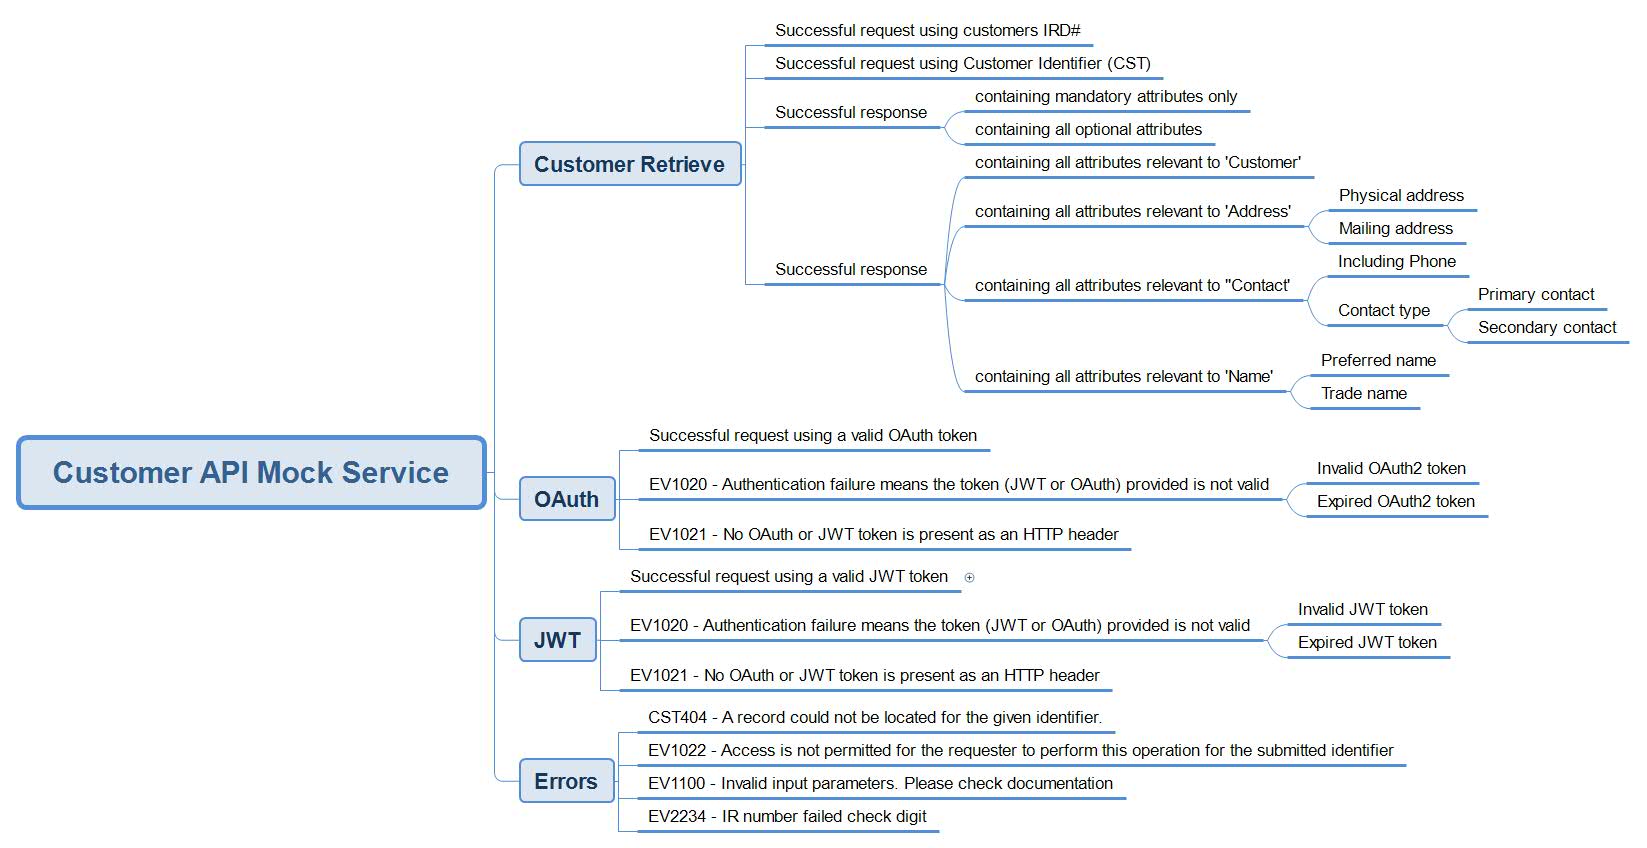 Customer API Mock Service
Customer Retrieve
Successful request using customers IRD#
Successful request using Customer Identifier (CST)
Successful response
containing mandatory attributes only
containing all optional attributes
Successful response
containing all attributes relevant to 'Customer'
containing all attributes relevant to 'Address'
Physical address
Mailing address
containing all attributes relevant to "Contact'
Including Phone
Contact type
Primary contact
Secondary contact
containing all attributes relevant to 'Name'
Preferred name
Trade name
OAuth
Successful request using a valid OAuth token
EV1020 - Authentication failure means the token (JWT or OAuth) provided is not valid
Invalid OAuth2 token
Expired OAuth2 token
EV1021 - No OAuth or JWT token is present as an HTTP header
JWT
Successful request using a valid JWT token
EV1020 - Authentication failure means the token (JWT or OAuth) provided is not valid
Invalid JWT token
Expired JWT token
EV1021 - No OAuth or JWT token is present as an HTTP header
Errors
CST404 - A record could not be located for the given identifier.
EV1022 - Access is not permitted for the requester to perform this operation for the submitted identifier
EV1100 - Invalid input parameters. Please check documentation
EV2234 - IR number failed check digit